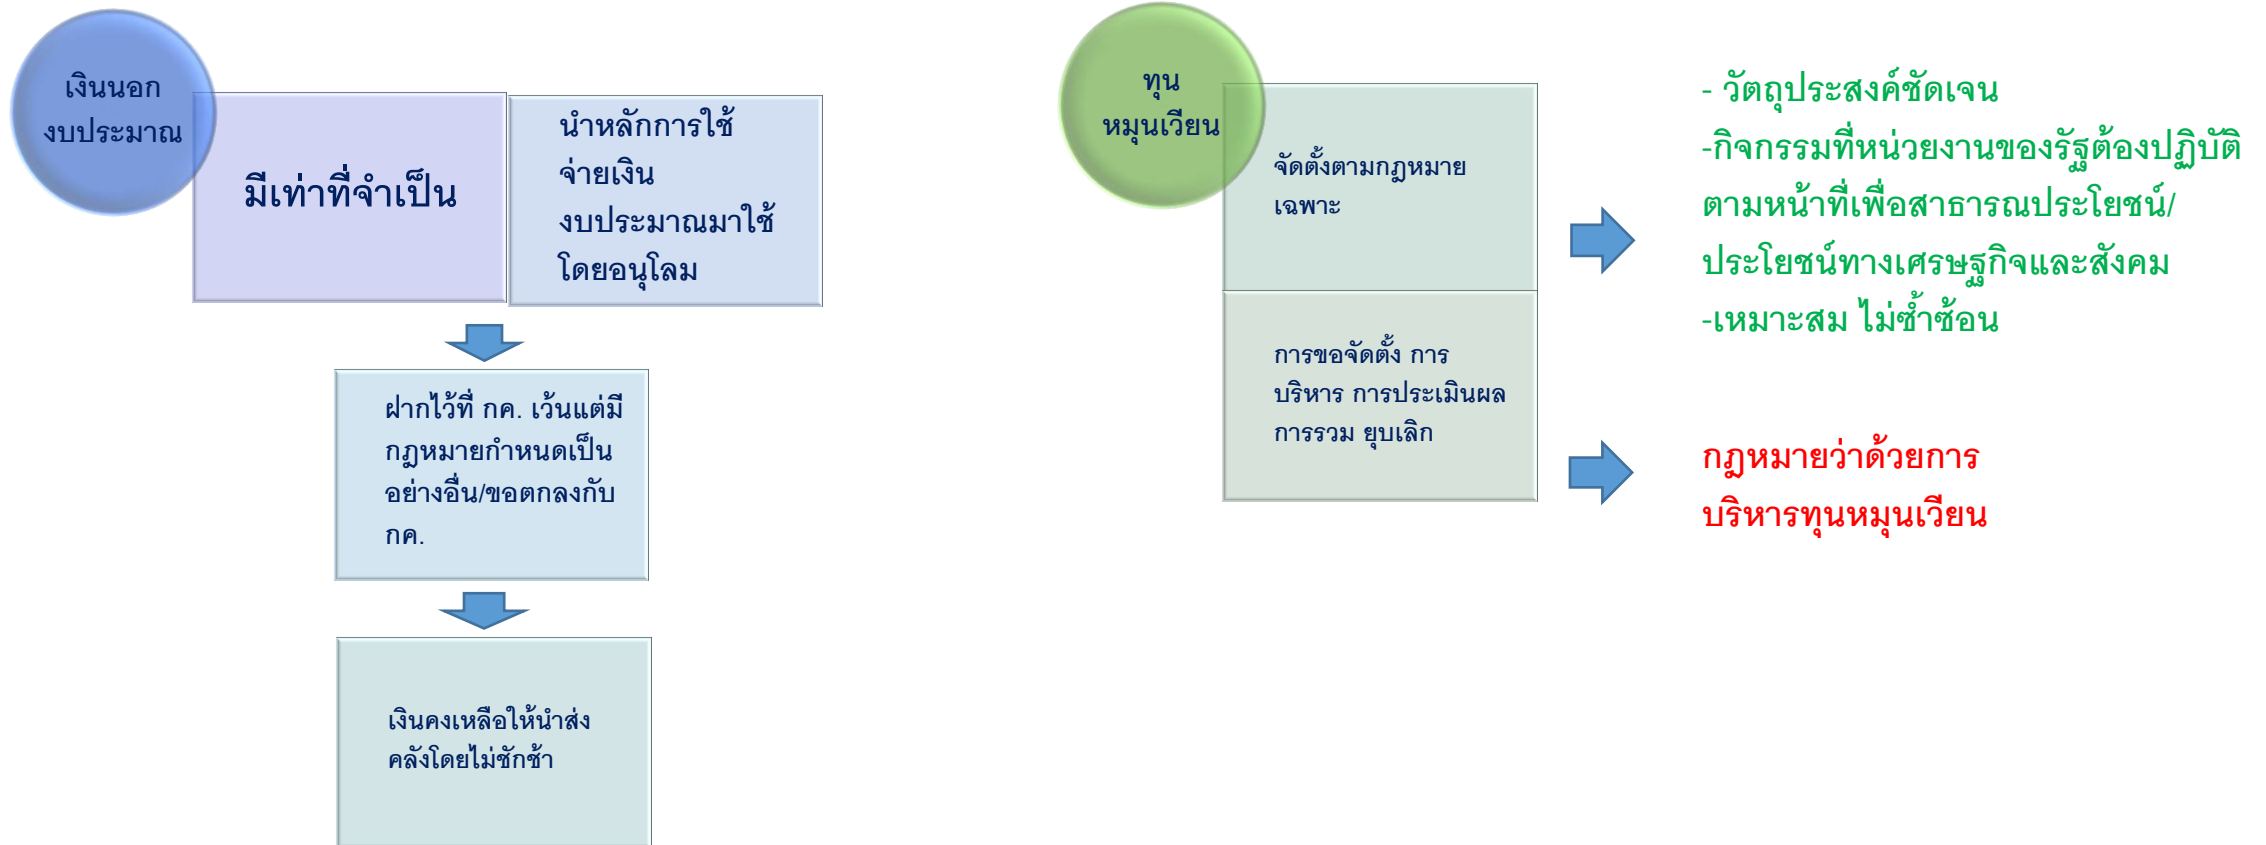 เงินนอก
งบประมาณ
มีเท่าที่จำเป็น
นำหลักการใช้
จ่ายเงิน
งบประมาณมาใช้
โดยอนุโลม
ฝากไว้ที่ กค. เว้นแต่มี
กฎหมายกำหนดเป็น
อย่างอื่น/ขอตกลงกับ
กค.
เงินคงเหลือให้นำส่ง
คลังโดยไม่ชักช้า
ทุน
หมุนเวียน
จัดตั้งตามกฎหมาย
เฉพาะ
การขอจัดตั้ง การ
บริหาร การประเมินผล
การรวม ยุบเลิก
- วัตถุประสงค์ชัดเจน
-กิจกรรมที่หน่วยงานของรัฐต้องปฏิบัติ
ตามหน้าที่เพื่อสาธารณประโยชน์/
ประโยชน์ทางเศรษฐกิจและสังคม
-เหมาะสม ไม่ซ้ำซ้อน
กฎหมายว่าด้วยการ
บริหารทุนหมุนเวียน